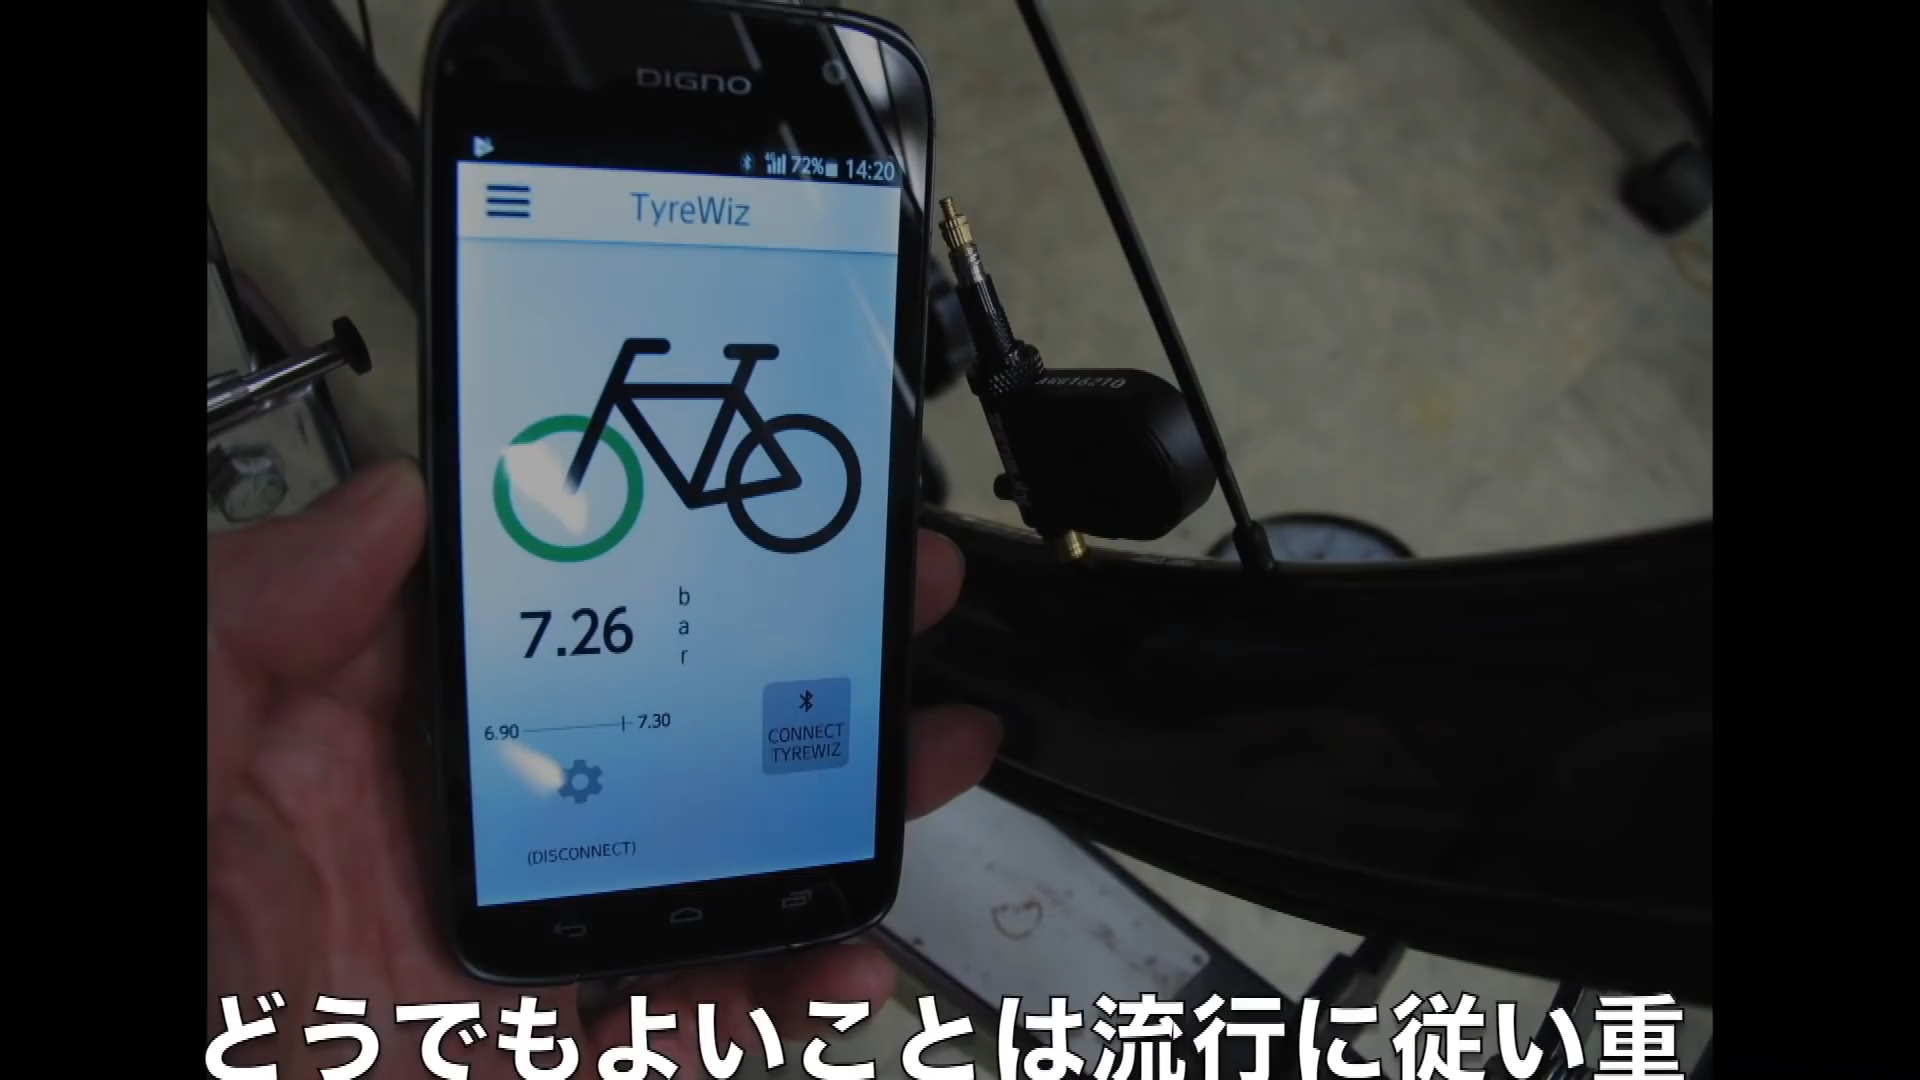 DIGNO
4G 72% 14:20
TyreWiz
7.26
b
a
r
6.90 7.30
CONNECT
TYREWIZ
(DISCONNECT)
どうでもよいことは流行に従い重